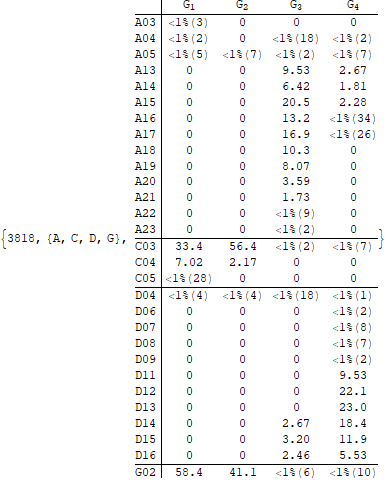 G1 G2 G3 G4
A03 <1%(3) 0 0 0
A04 <1%(2) 0 <1%(18) <1%(2)
A05 <1%(5) <1%(7) <1%(2) <1%(7)
A13 0 0 9.53 2.67
A14 0 0 6.42 1.81
A15 0 0 20.5 2.28
A16 0 0 13.2 <1%(34)
A17 0 0 16.9 <1%(26)
A18 0 0 10.3 0
A19 0 0 8.07 0
A20 0 0 3.59 0
A21 0 0 1.73 0
A22 0 0 <1%(9) 0
A23 0 0 <1%(2) 0
{3818, {A, C, D, G}, C03 33.4 56.4 <1%(2) <1%(7) }
C04 7.02 2.17 0 0
C05 <1%(28) 0 0 0
D04 <1%(4) <1%(4) <1%(18) <1%(1)
D06 0 0 0 <1%(2)
D07 0 0 0 <1%(8)
D08 0 0 0 <1%(7)
D09 0 0 0 <1%(2)
D11 0 0 0 9.53
D12 0 0 0 22.1
D13 0 0 0 23.0
D14 0 0 2.67 18.4
D15 0 0 3.20 11.9
D16 0 0 2.46 5.53
G02 58.4 41.1 <1%(6) <1%(10)